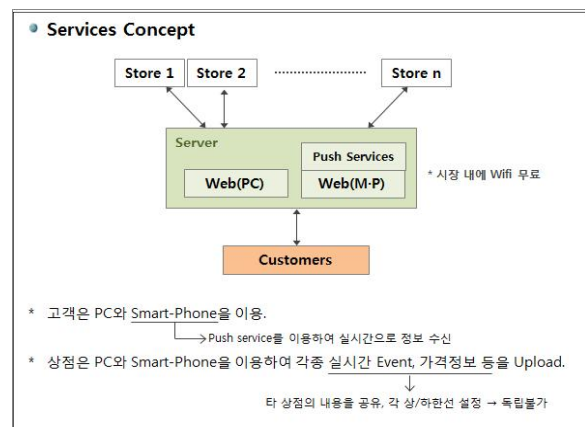 Services Concept
Store 1 Store 2 Store n
Server
Push Services
Web(PC) Web(M·P)
* 시장 내에 Wifi 무료
Customers
* 고객은 PC와 Smart-Phone을 이용.
Push service를 이용하여 실시간으로 정보 수신
* 상점은 PC와 Smart-Phone을 이용하여 각종 실시간 Event, 가격정보 등을 Upload.
타 상점의 내용을 공유, 각 상/하한선 설정 → 독립불가